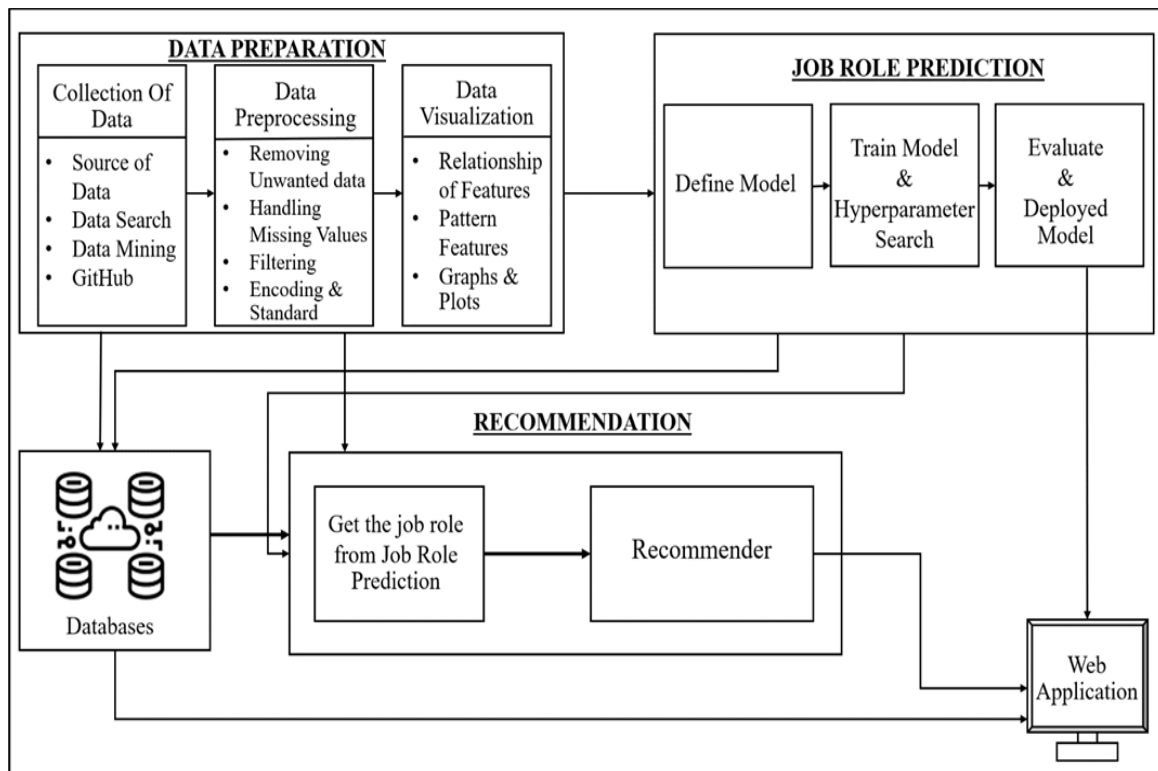 DATA PREPARATION
Collection Of
Data
• Source of
Data
• Data Search
• Data Mining
• GitHub
Data
Preprocessing
• Removing
Unwanted data
• Handling
Missing Values
• Filtering
• Encoding &
Standard
Data
Visualization
• Relationship
of Features
• Pattern
Features
• Graphs &
Plots
JOB ROLE PREDICTION
Define Model
Train Model
&
Hyperparameter
Search
Evaluate
&
Deployed
Model
RECOMMENDATION
Databases
Get the job role
from Job Role
Prediction
Recommender
Web
Application